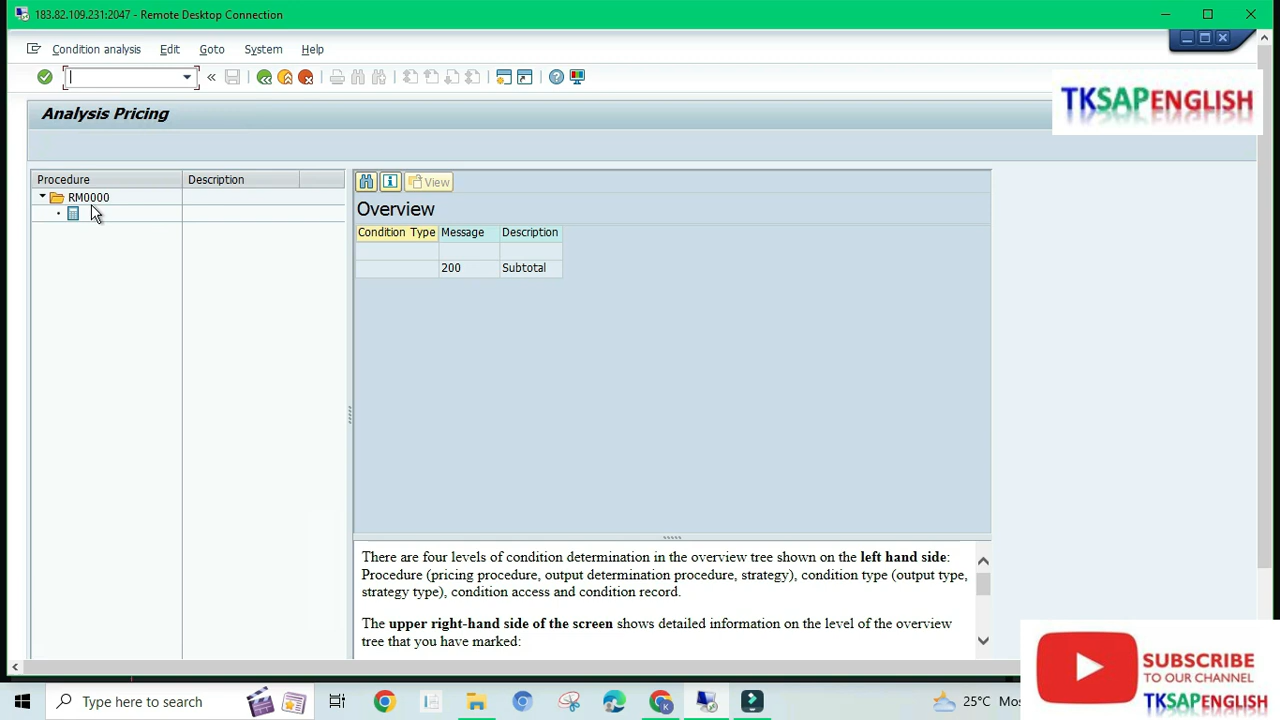 183.82.109.231:2047 - Remote Desktop Connection
Condition analysis Edit Goto System Help
TKSAPENGLISH
Analysis Pricing
Procedure Description
View
RM0000
Overview
Condition Type Message Description
200 Subtotal
There are four levels of condition determination in the overview tree shown on the left hand side:
Procedure (pricing procedure, output determination procedure, strategy), condition type (output type,
strategy type), condition access and condition record.
The upper right-hand side of the screen shows detailed information on the level of the overview
tree that you have marked:
SUBSCRIBE
TO OUR CHANNEL
TKSAPENGLISH
Type here to search
25°C Mos